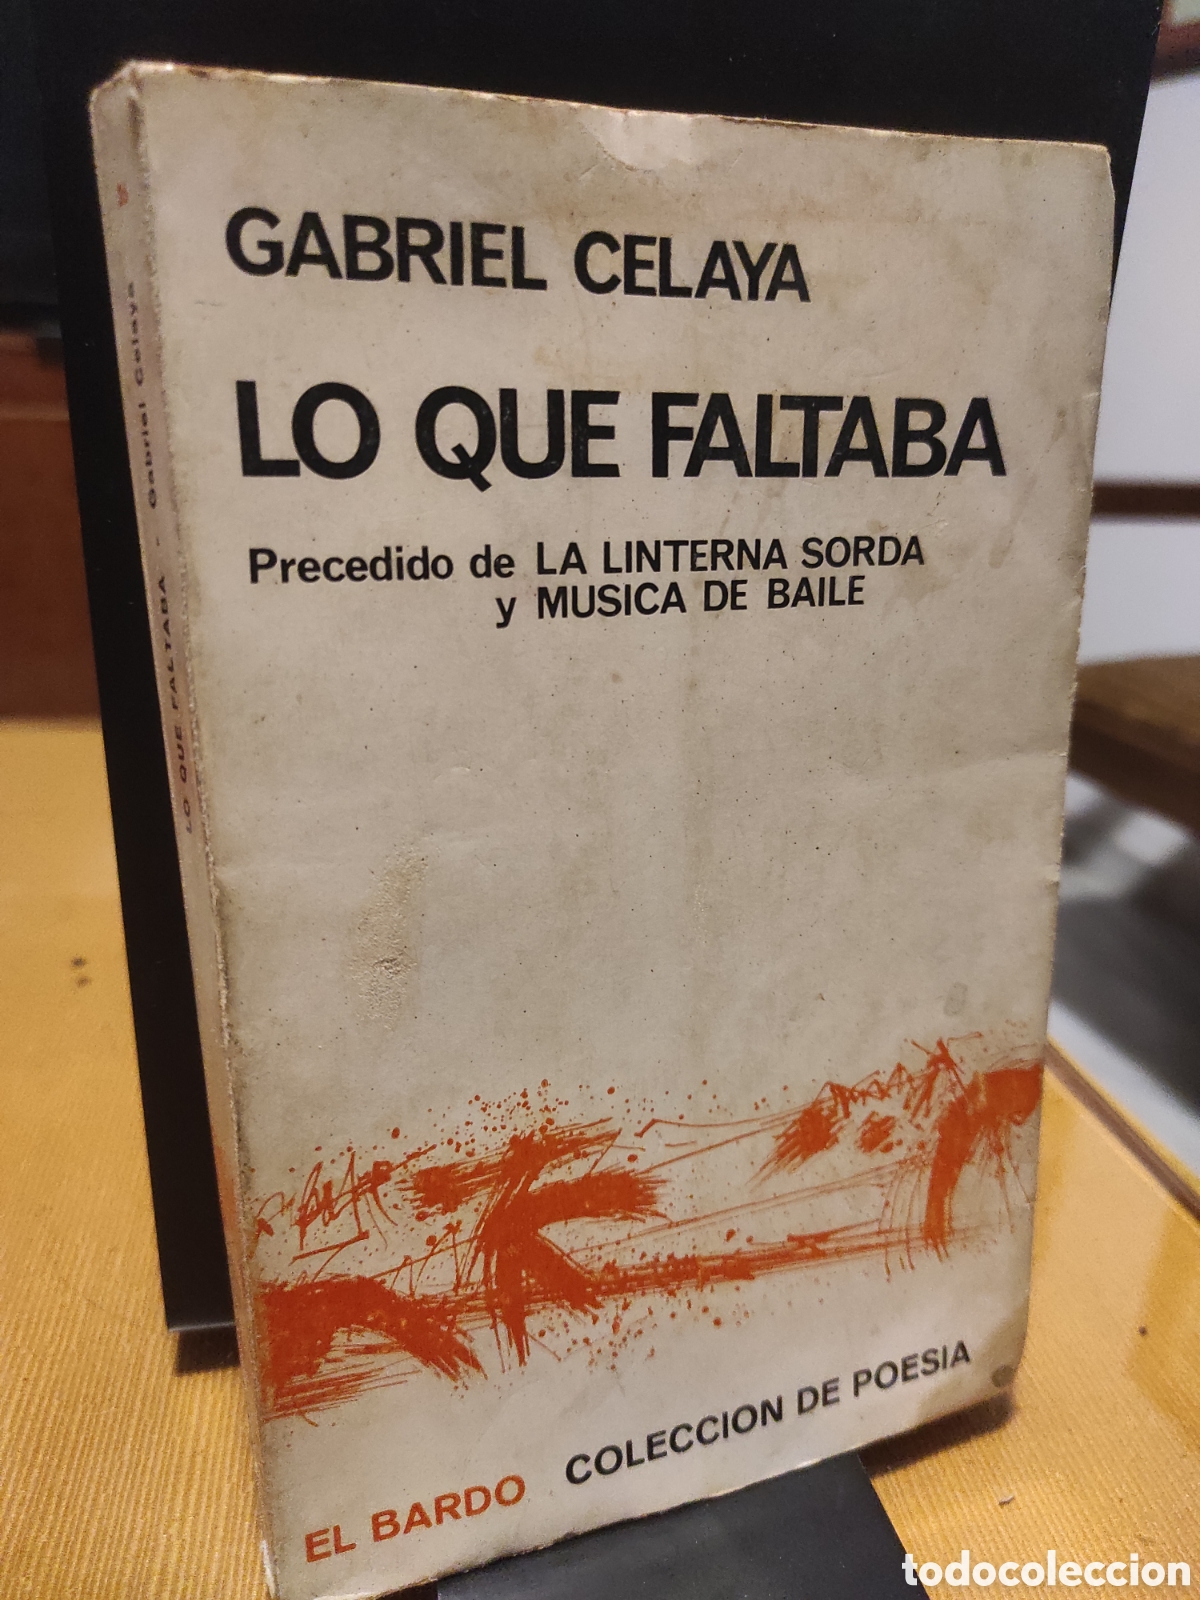 GABRIEL CELAYA
LO QUE FALTABA
Precedido de LA LINTERNA SORDA
y MUSICA DE BAILE
EL BARDO COLECCION DE POESIA
LO QUE FALTABA - Gabriel Celaya
todocoleccion